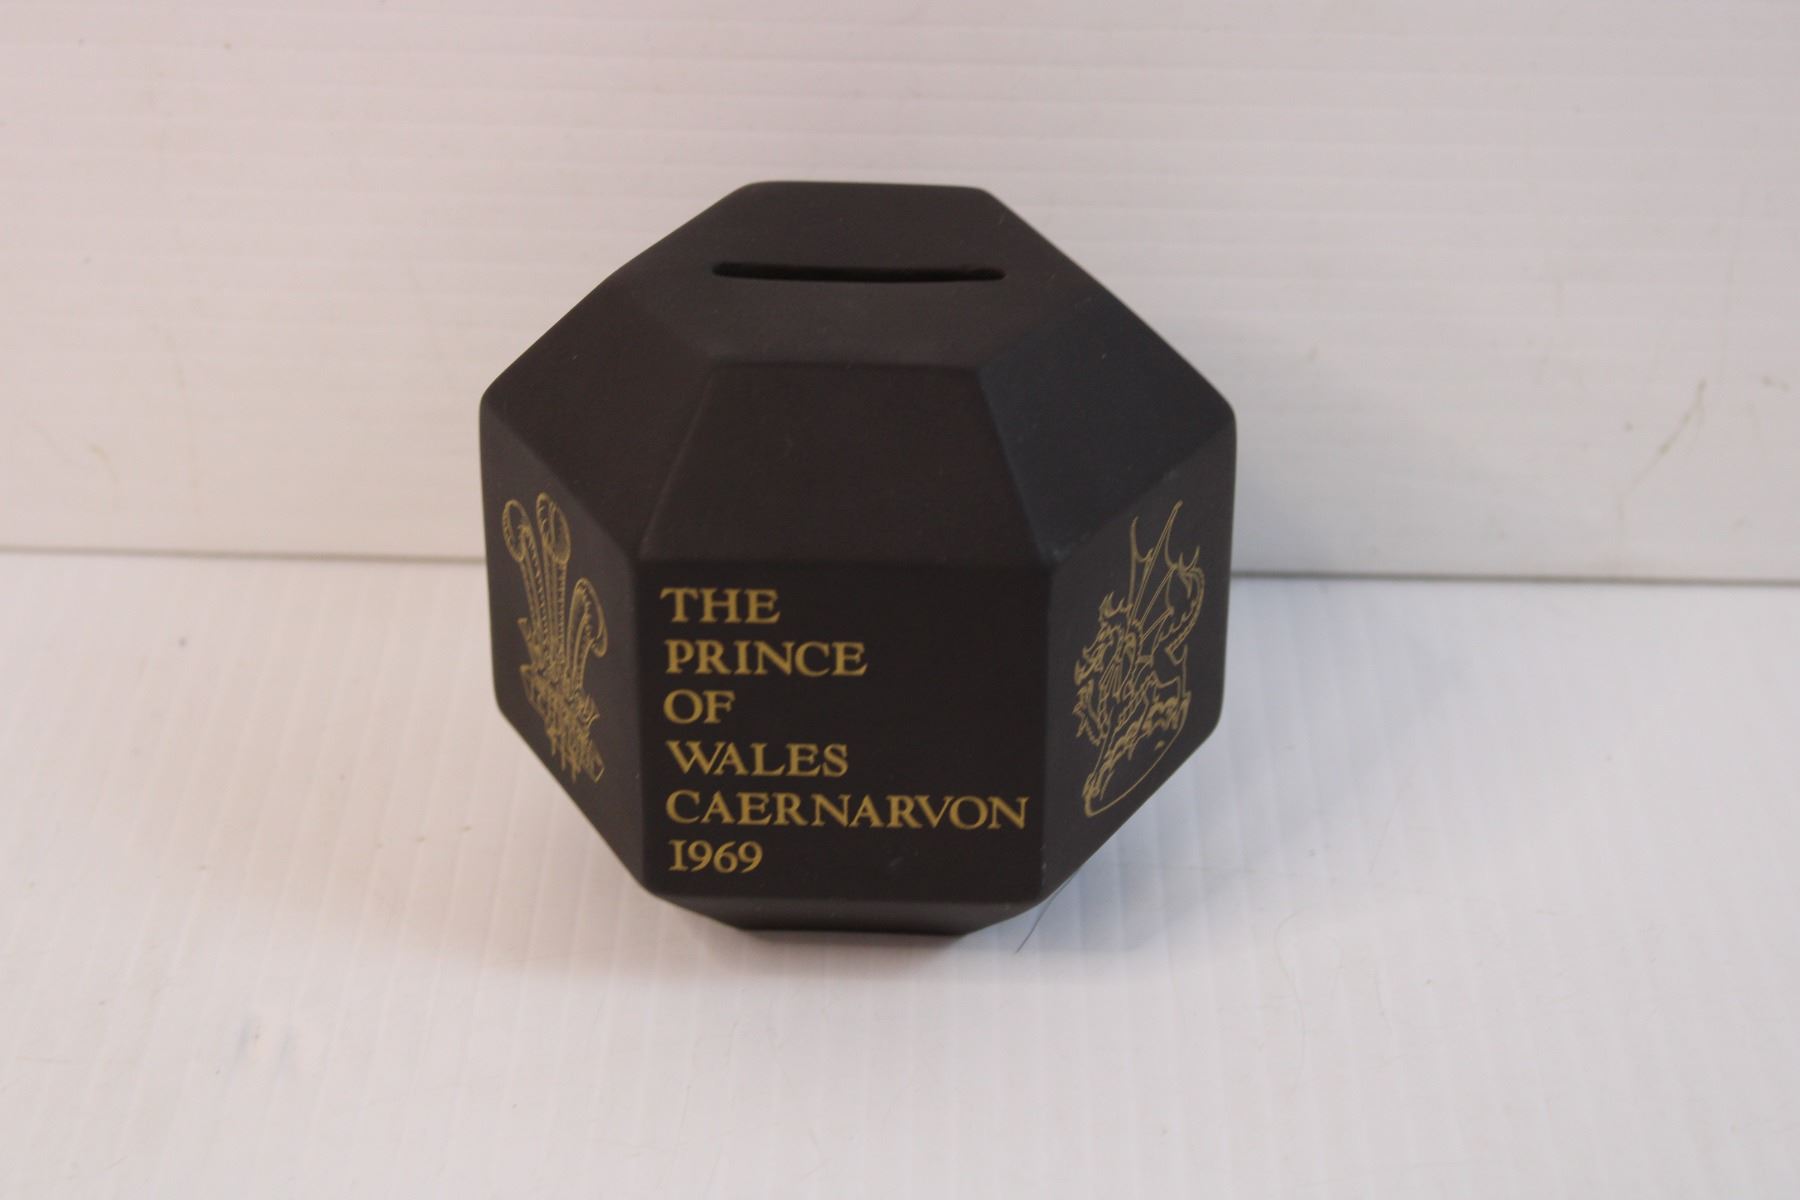 THE
PRINCE
OF
WALES
CAERNARVON
1969